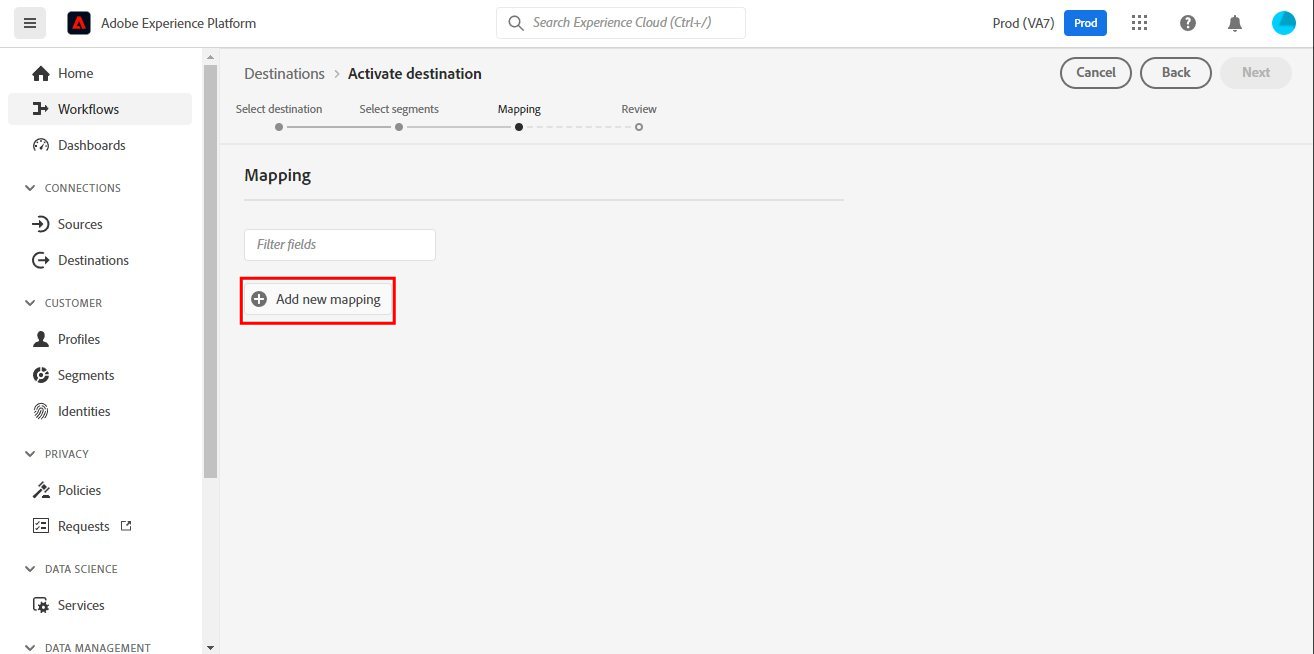 Adobe Experience Platform
Search Experience Cloud (Ctrl+/)
Prod (VA7)
Prod
Home
Workflows
Dashboards
CONNECTIONS
Sources
Destinations
CUSTOMER
Profiles
Segments
Identities
PRIVACY
Policies
Requests
DATA SCIENCE
Services
DATA MANAGEMENT
Destinations › Activate destination
Cancel
Back
Next
Select destination
Select segments
Mapping
Review
Mapping
Filter fields
Add new mapping